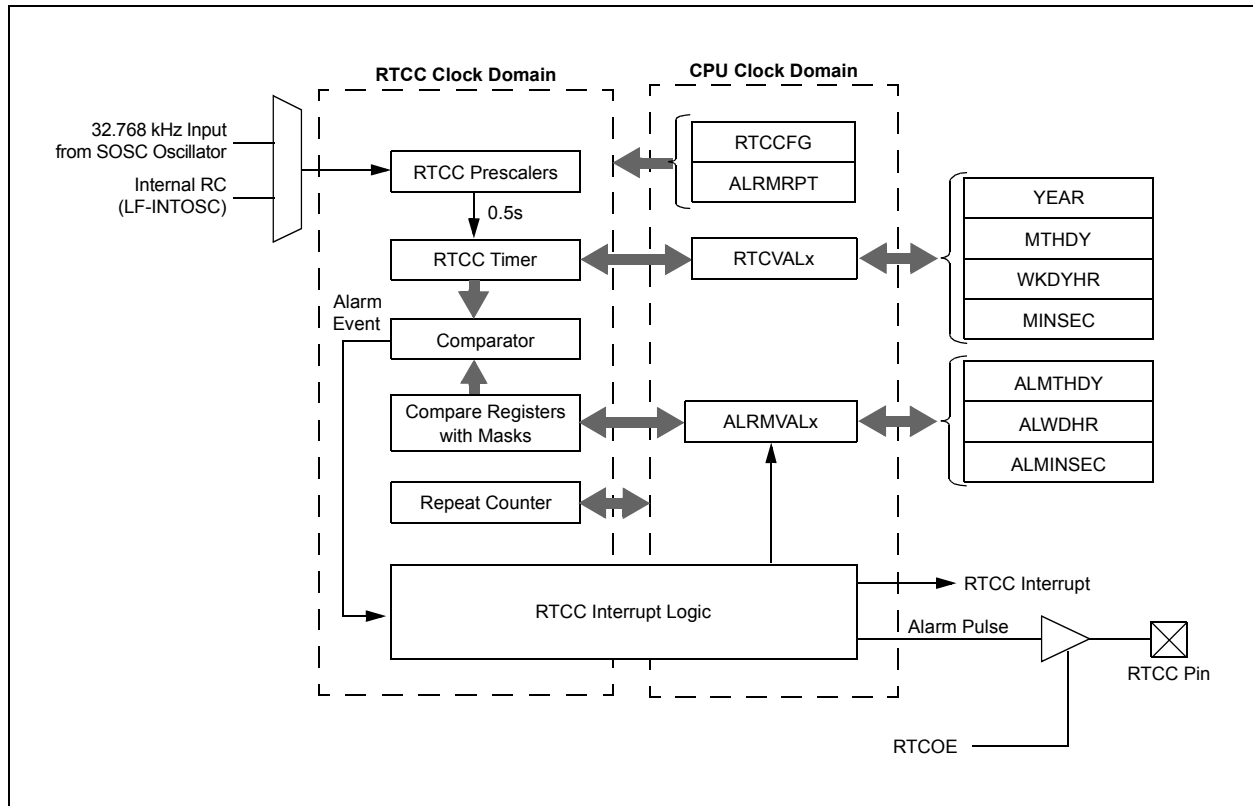 RTCC Clock Domain
CPU Clock Domain
32.768 kHz Input
from SOSC Oscillator
Internal RC
(LF-INTOSC)
RTCC Prescalers
0.5s
RTCC Timer
Alarm
Event
Comparator
Compare Registers
with Masks
Repeat Counter
RTCC Interrupt Logic
RTCCFG
ALRMRPT
RTCVALx
ALRMVALx
YEAR
MTHDY
WKDYHR
MINSEC
ALMTHDY
ALWDHR
ALMINSEC
RTCC Interrupt
Alarm Pulse
RTCC Pin
RTCOE